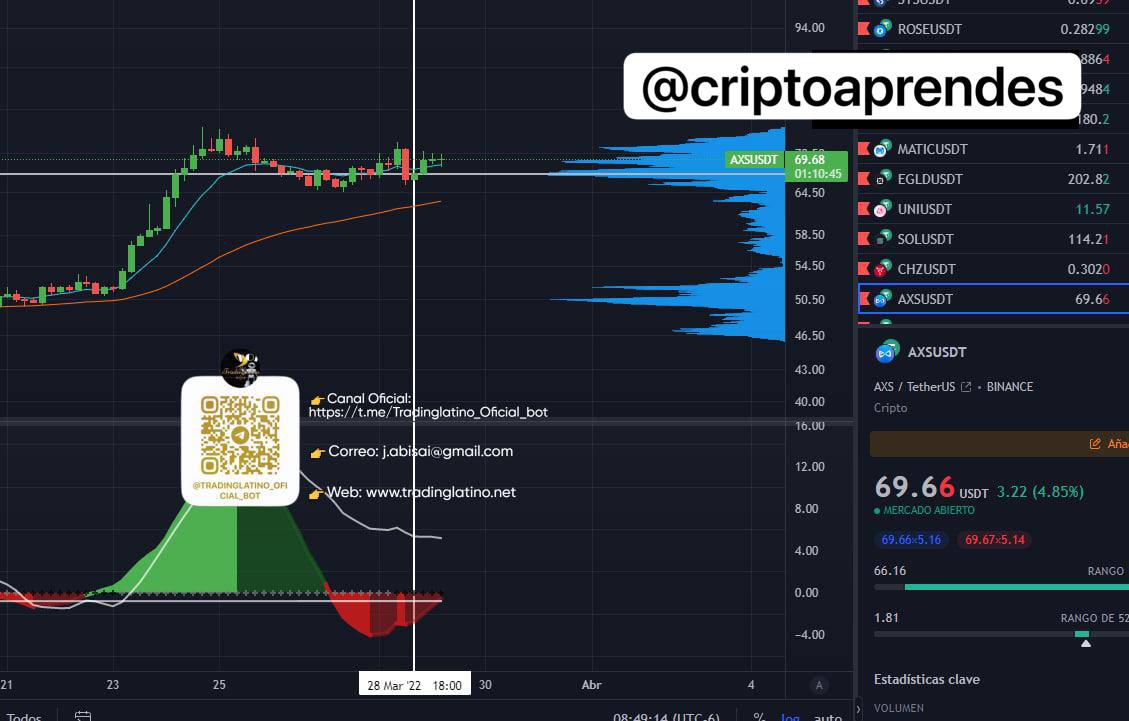 94.00
ROSEUSDT 0.28299
@criptoaprendes
180.2
AXSUSDT 69.68
01:10:45
64.50
58.50
54.50
50.50
46.50
43.00
40.00
MATICUSDT 1.711
EGLDUSDT 202.82
UNIUSDT 11.57
SOLUSDT 114.21
CHZUSDT 0.3020
AXSUSDT 69.66
Tradinglatino
@TRADINGLATINO_OFI
CIAL_BOT
👉 Canal Oficial:
https://t.me/Tradinglatino_Oficial_bot
👉 Correo: j.abisai@gmail.com
👉 Web: www.tradinglatino.net
16.00
12.00
8.00
4.00
0.00
−4.00
21 23 25 28 Mar '22 18:00 30 Abr 4 A
Todos 08:49:14 (UTC-6) % log auto
AXSUSDT
AXS / TetherUS • BINANCE
Cripto
Aña
69.66 USDT 3.22 (4.85%)
MERCADO ABIERTO
69.66×5.16 69.67×5.14
66.16 RANGO
1.81 RANGO DE 52
Estadísticas clave
VOLUMEN